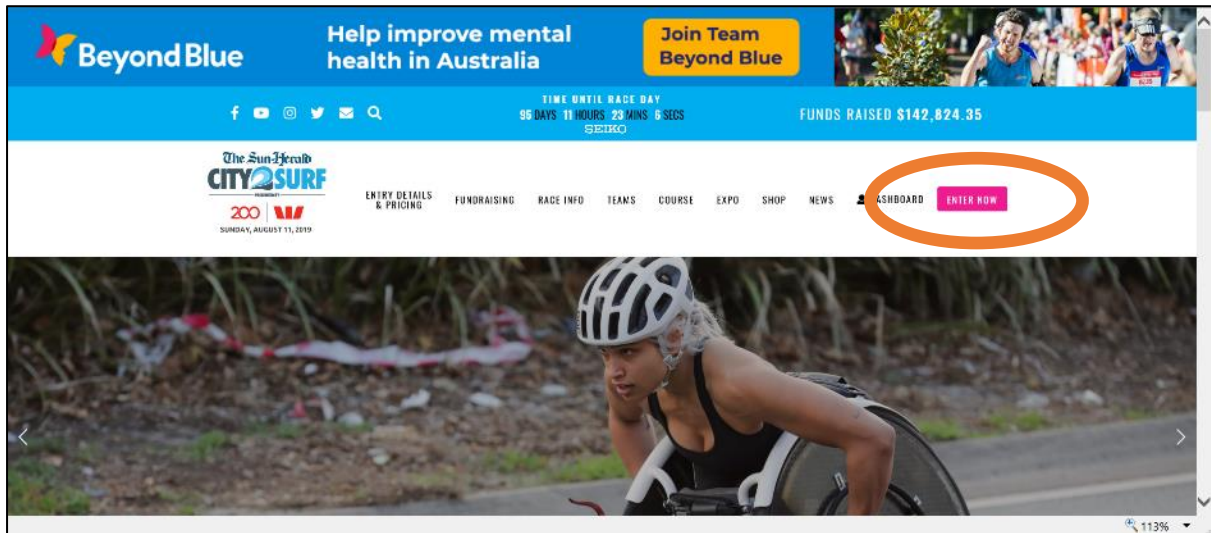 Beyond Blue
Help improve mental
health in Australia
Join Team
Beyond Blue
TIME UNTIL RACE DAY
95 DAYS 11 HOURS 23 MINS 6 SECS
SEIKO
FUNDS RAISED $142,824.35
The Sun-Herald
CITY2SURF
200
SUNDAY, AUGUST 11, 2019
ENTRY DETAILS
& PRICING
FUNDRAISING
RACE INFO
TEAMS
COURSE
EXPO
SHOP
NEWS
ASHBOARD
ENTER NOW
113%